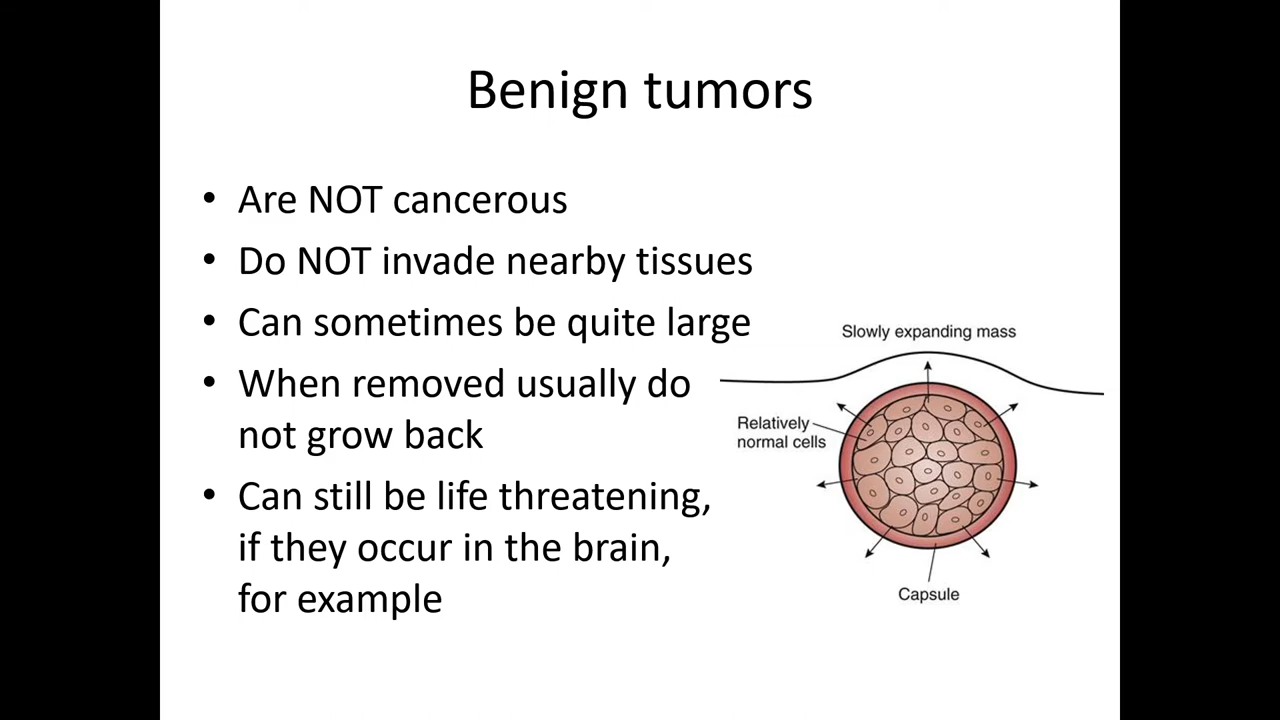 Benign tumors
• Are NOT cancerous
• Do NOT invade nearby tissues
• Can sometimes be quite large
• When removed usually do
not grow back
• Can still be life threatening,
if they occur in the brain,
for example
Slowly expanding mass
Relatively
normal cells
Capsule